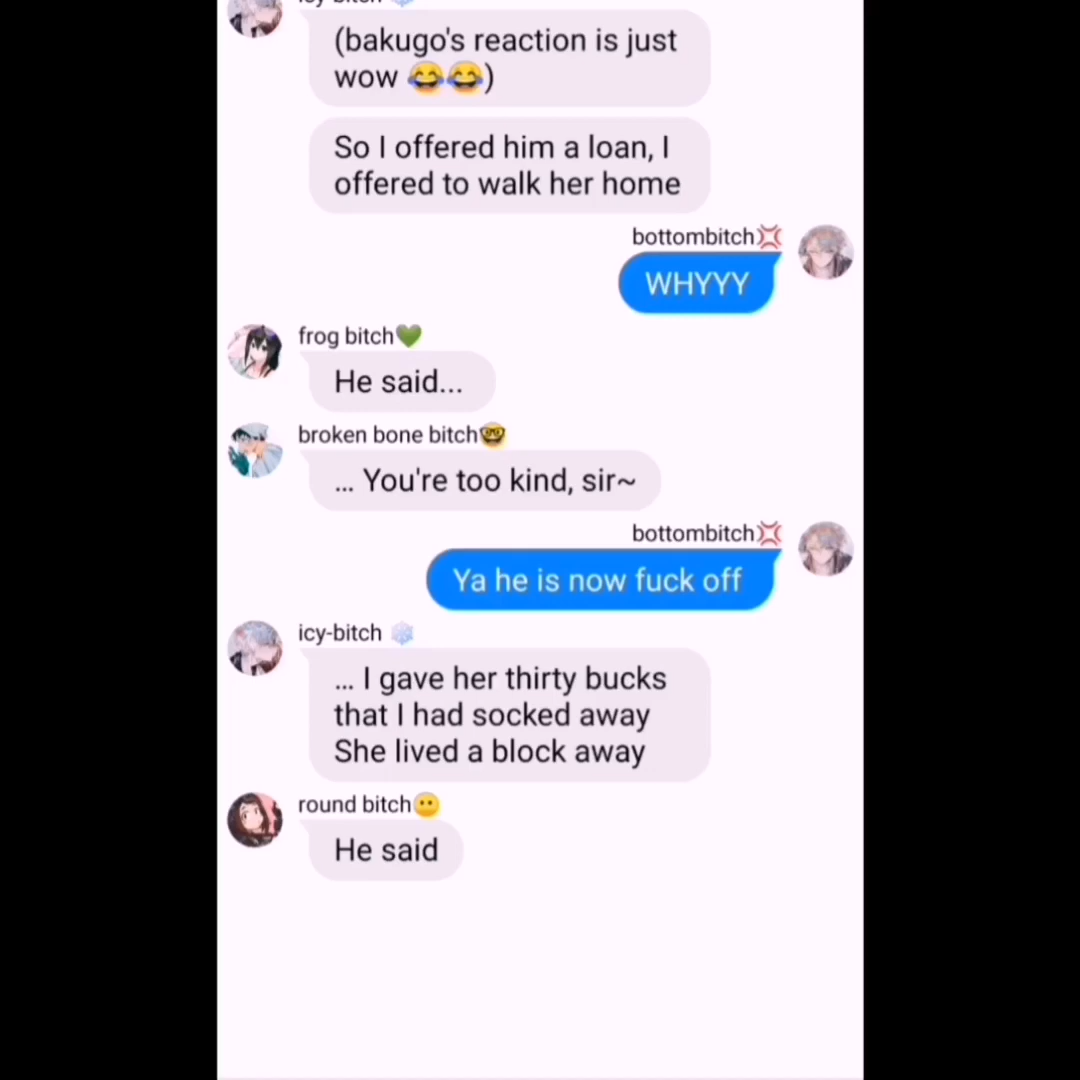 icy-bitch ❄️
(bakugo's reaction is just
wow 😂😂)
So I offered him a loan, I
offered to walk her home
bottombitch💢
WHYYY
frog bitch💚
He said...
broken bone bitch🤓
... You're too kind, sir~
bottombitch💢
Ya he is now fuck off
icy-bitch ❄️
... I gave her thirty bucks
that I had socked away
She lived a block away
round bitch😶
He said